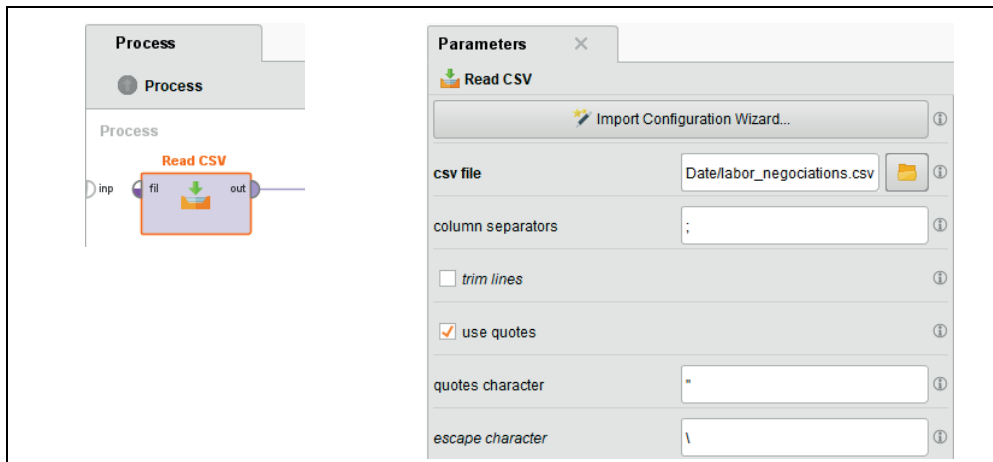 Process
Process
Process
Read CSV
inp fil out
Parameters
Read CSV
Import Configuration Wizard...
csv file Date/labor_negociations.csv
column separators ;
trim lines
use quotes
quotes character "
escape character \